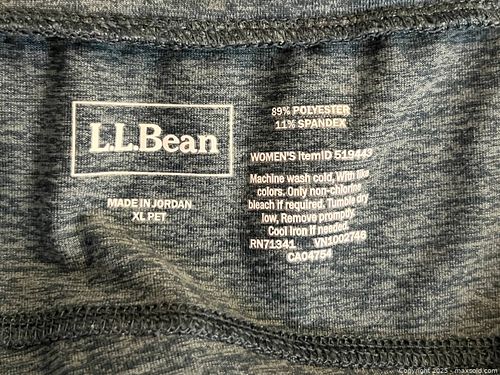 L.L.Bean
MADE IN JORDAN
XL PET
89% POLYESTER
11% SPANDEX
WOMEN'S ItemID 519443
Machine wash cold, With like
colors. Only non-chlorine
bleach if required. Tumble dry
low, Remove promptly
Cool iron if needed.
RN71341 VN1002748
CA04754
Copyright 2025 - maxsold.com